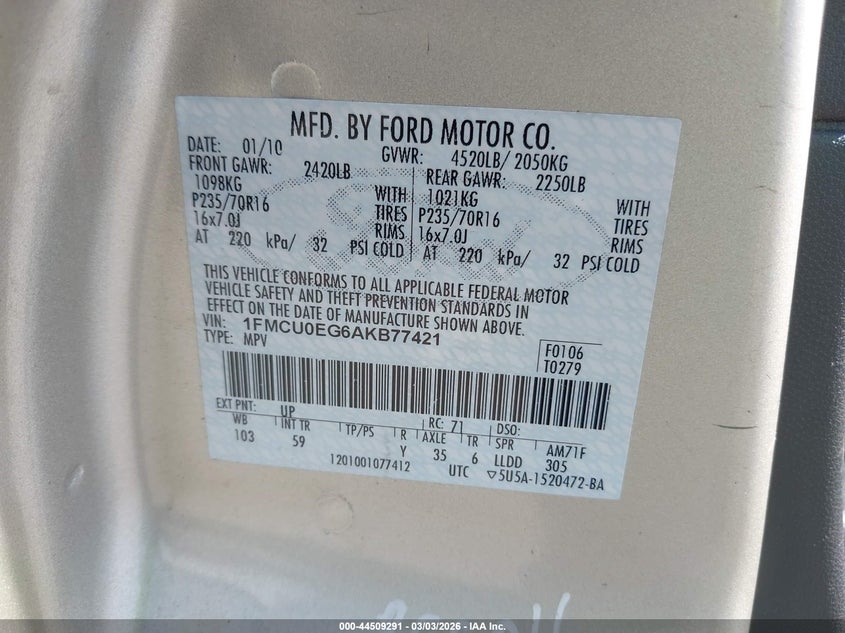 MFD. BY FORD MOTOR CO.
DATE: 01/10 GVWR: 4520LB/ 2050KG
FRONT GAWR: 2420LB REAR GAWR: 2250LB
1098KG WITH 1021KG WITH
P235/70R16 TIRES P235/70R16 TIRES
16x7.0J RIMS 16x7.0J RIMS
AT 220 kPa/ 32 PSI COLD AT 220 kPa/ 32 PSI COLD
THIS VEHICLE CONFORMS TO ALL APPLICABLE FEDERAL MOTOR
VEHICLE SAFETY AND THEFT PREVENTION STANDARDS IN
EFFECT ON THE DATE OF MANUFACTURE SHOWN ABOVE.
VIN: 1FMCU0EG6AKB77421
TYPE: MPV
F0106
T0279
EXT PNT: UP RC: 71 DSO:
WB INT TR TP/PS R AXLE TR SPR AM71F
103 59 Y 35 6 LLDD 305
1201001077412 UTC ▽5U5A-1520472-BA
000-44509291 - 03/03/2026 - IAA Inc.